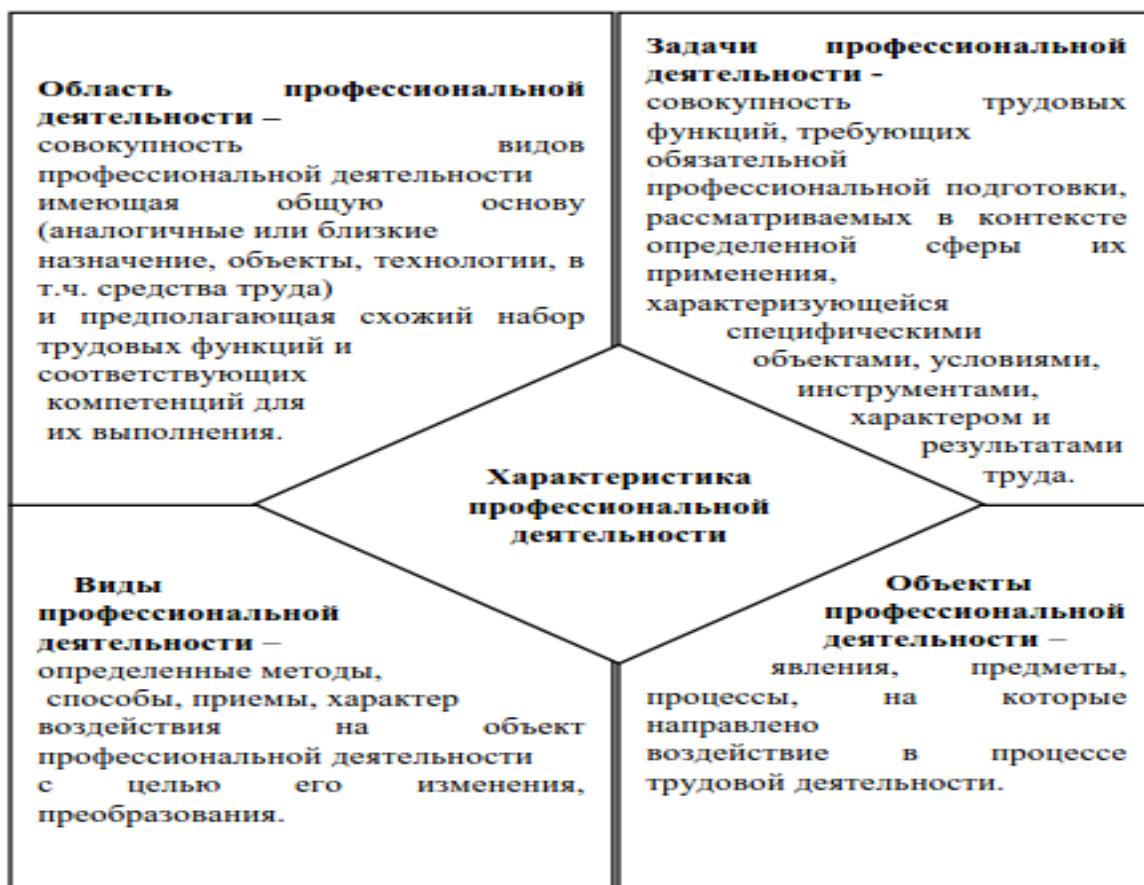 Область профессиональной
деятельности –
совокупность видов
профессиональной деятельности
имеющая общую основу
(аналогичные или близкие
назначение, объекты, технологии, в
т.ч. средства труда)
и предполагающая схожий набор
трудовых функций и
соответствующих
компетенций для
их выполнения.
Задачи профессиональной
деятельности -
совокупность трудовых
функций, требующих
обязательной
профессиональной подготовки,
рассматриваемых в контексте
определенной сферы их
применения,
характеризующейся
специфическими
объектами, условиями,
инструментами,
характером и
результатами
труда.
Характеристика
профессиональной
деятельности
Виды
профессиональной
деятельности –
определенные методы,
способы, приемы, характер
воздействия на объект
профессиональной деятельности
с целью его изменения,
преобразования.
Объекты
профессиональной
деятельности –
явления, предметы,
процессы, на которые
направлено
воздействие в процессе
трудовой деятельности.